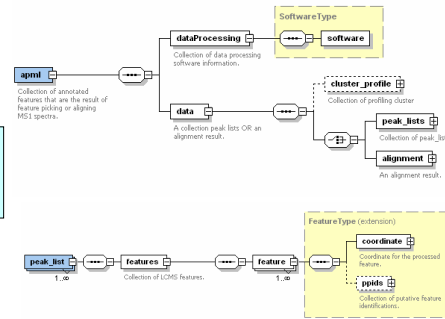 SoftwareType
dataProcessing
software
Collection of data processing
software information.
apml
Collection of annotated
features that are the result of
feature picking or aligning
MS1 spectra.
cluster_profile
Collection of profiling cluster
data
A collection peak lists OR an
alignment result.
peak_lists
Collection of peak_list
alignment
An alignment result.
FeatureType (extension)
peak_list
1..∞
features
Collection of LCMS features.
feature
1..∞
coordinate
Coordinate for the processed
feature.
ppids
Collection of putative feature
identifications.